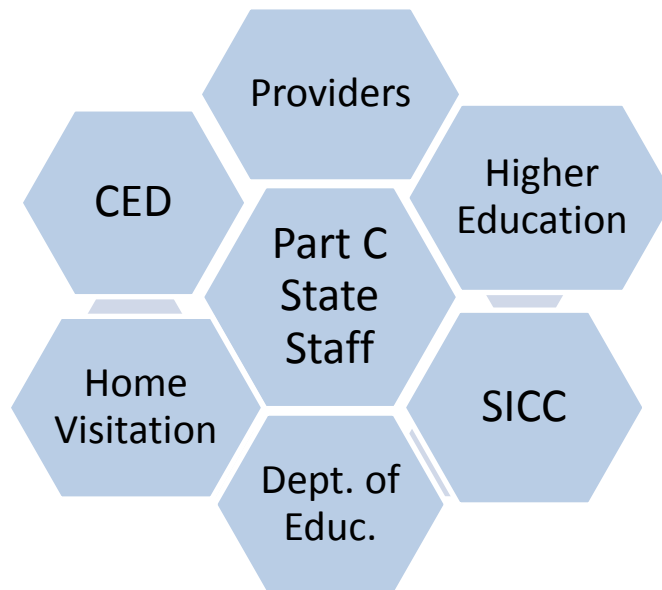 Providers
CED
Higher
Education
Part C
State
Staff
Home
Visitation
SICC
Dept. of
Educ.